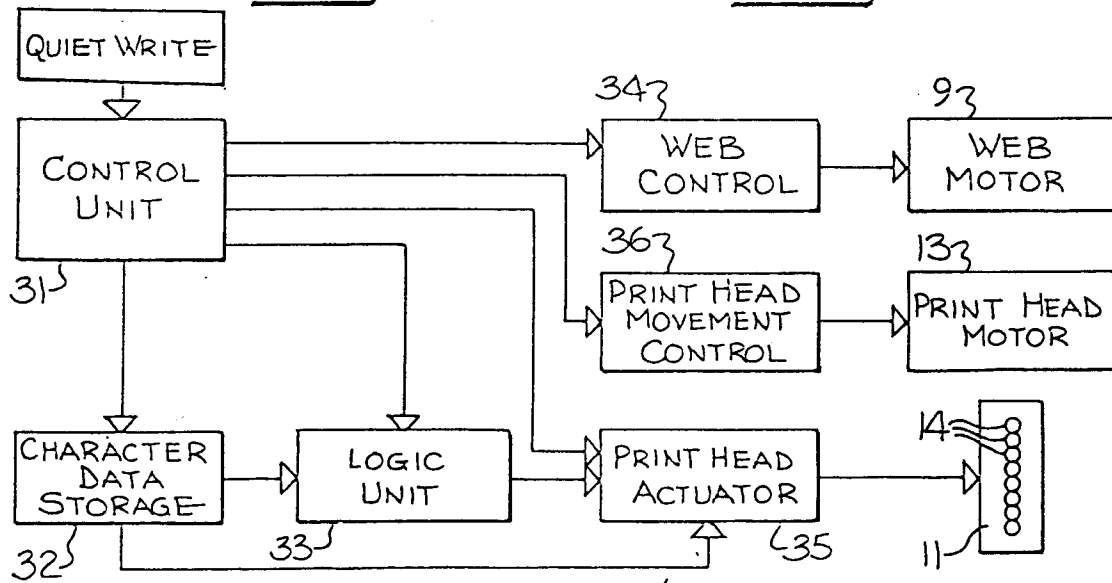 QUIET WRITE
CONTROL
UNIT
31
34
WEB
CONTROL
9
WEB
MOTOR
36
PRINT HEAD
MOVEMENT
CONTROL
13
PRINT HEAD
MOTOR
CHARACTER
DATA
STORAGE
32
LOGIC
UNIT
33
PRINT HEAD
ACTUATOR
35
14
11